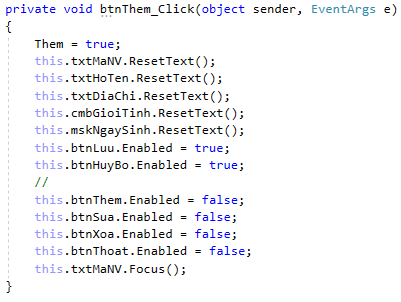 private void btnThem_Click(object sender, EventArgs e)
{
    Them = true;
    this.txtMaNV.ResetText();
    this.txtHoTen.ResetText();
    this.txtDiaChi.ResetText();
    this.cmbGioiTinh.ResetText();
    this.mskNgaySinh.ResetText();
    this.btnLuu.Enabled = true;
    this.btnHuyBo.Enabled = true;
    //
    this.btnThem.Enabled = false;
    this.btnSua.Enabled = false;
    this.btnXoa.Enabled = false;
    this.btnThoat.Enabled = false;
    this.txtMaNV.Focus();
}